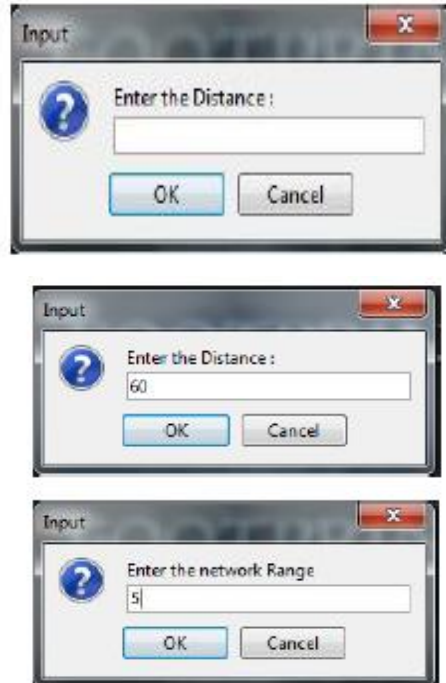 Input
Enter the Distance :
OK Cancel
Input
Enter the Distance :
60
OK Cancel
Input
Enter the network Range
5
OK Cancel